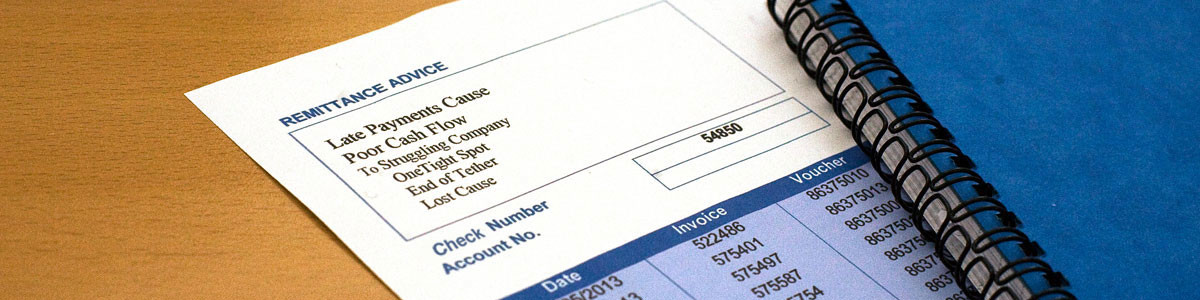 REMITTANCE ADVICE
Late Payments Cause
Poor Cash Flow
To Struggling Company
OneTight Spot
End of Tether
Lost Cause
54850
Check Number
Account No.
Date Invoice Voucher
522486 86375010
575401 86375013
575497
575587
575754